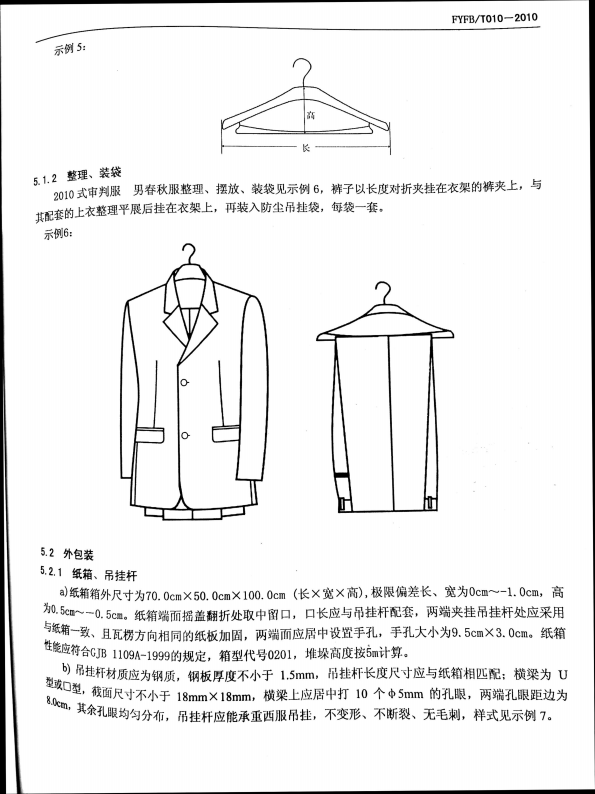 FYFB/T010—2010
示例 5：
高
长
5.1.2 整理、装袋
2010 式审判服 男春秋服整理、摆放、装袋见示例 6，裤子以长度对折夹挂在衣架的裤夹上，与
其配套的上衣整理平展后挂在衣架上，再装入防尘吊挂袋，每袋一套。
示例6：
5.2 外包装
5.2.1 纸箱、吊挂杆
a)纸箱箱外尺寸为70.0cm×50.0cm×100.0cm（长×宽×高），极限偏差长、宽为0cm～-1.0cm，高
为0.5cm～－0.5cm。纸箱端面摇盖翻折处取中留口，口长应与吊挂杆配套，两端夹挂吊挂杆处应采用
与纸箱一致、且瓦楞方向相同的纸板加固，两端面应居中设置手孔，手孔大小为9.5cm×3.0cm。纸箱
性能应符合GJB 1109A-1999的规定，箱型代号0201，堆垛高度按5m计算。
b) 吊挂杆材质应为钢质，钢板厚度不小于 1.5mm，吊挂杆长度尺寸应与纸箱相匹配；横梁为 U
型或口型，截面尺寸不小于 18mm×18mm，横梁上应居中打 10 个φ5mm 的孔眼，两端孔眼距边为
8.0cm，其余孔眼均匀分布，吊挂杆应能承重西服吊挂，不变形、不断裂、无毛刺，样式见示例 7。